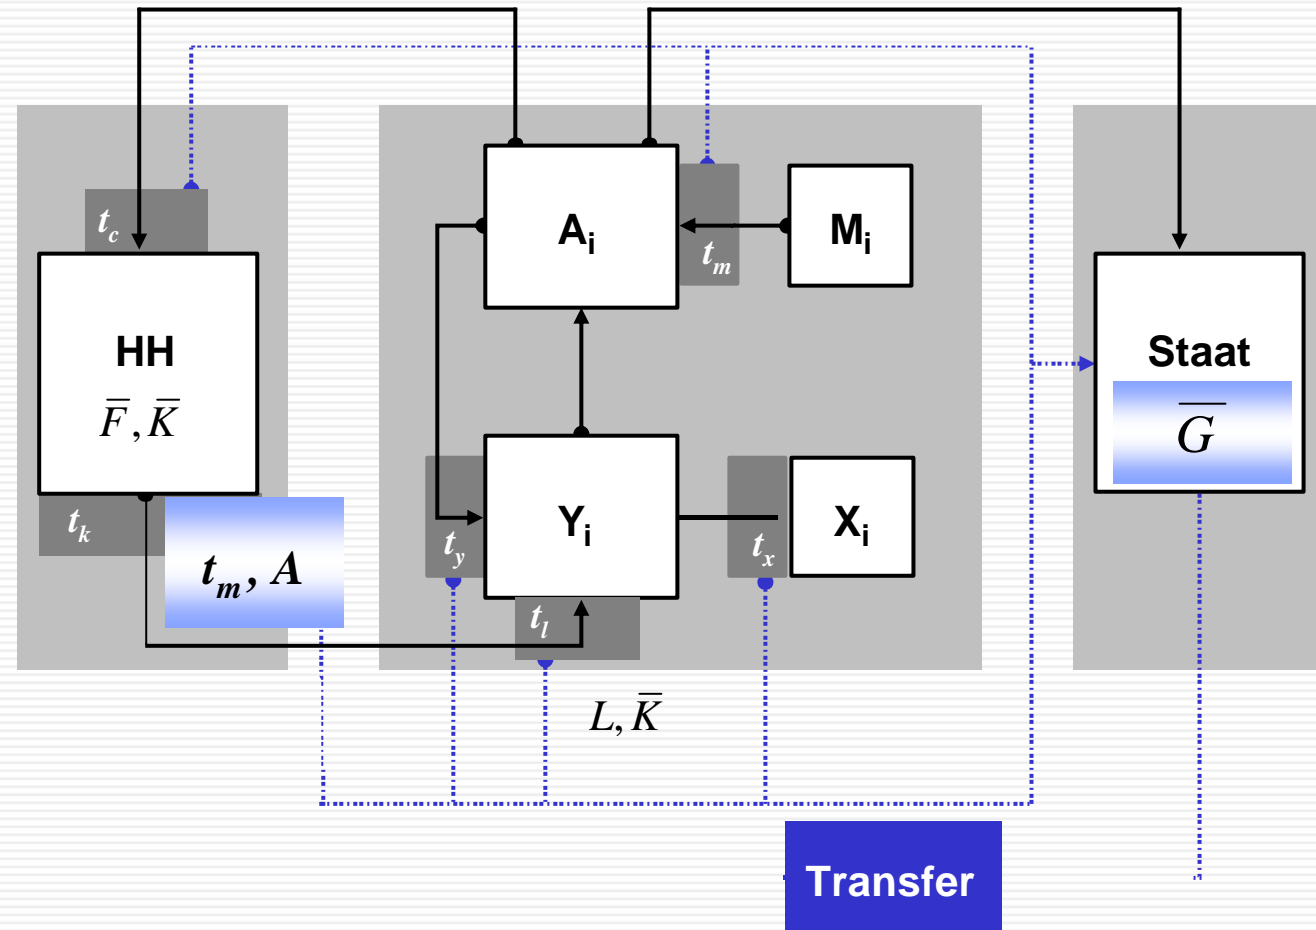 t_c
HH
F̅, K̅
t_k
t_m, A
A_i
t_m
M_i
Y_i
t_y
t_l
t_x
X_i
L, K̅
Staat
G̅
Transfer